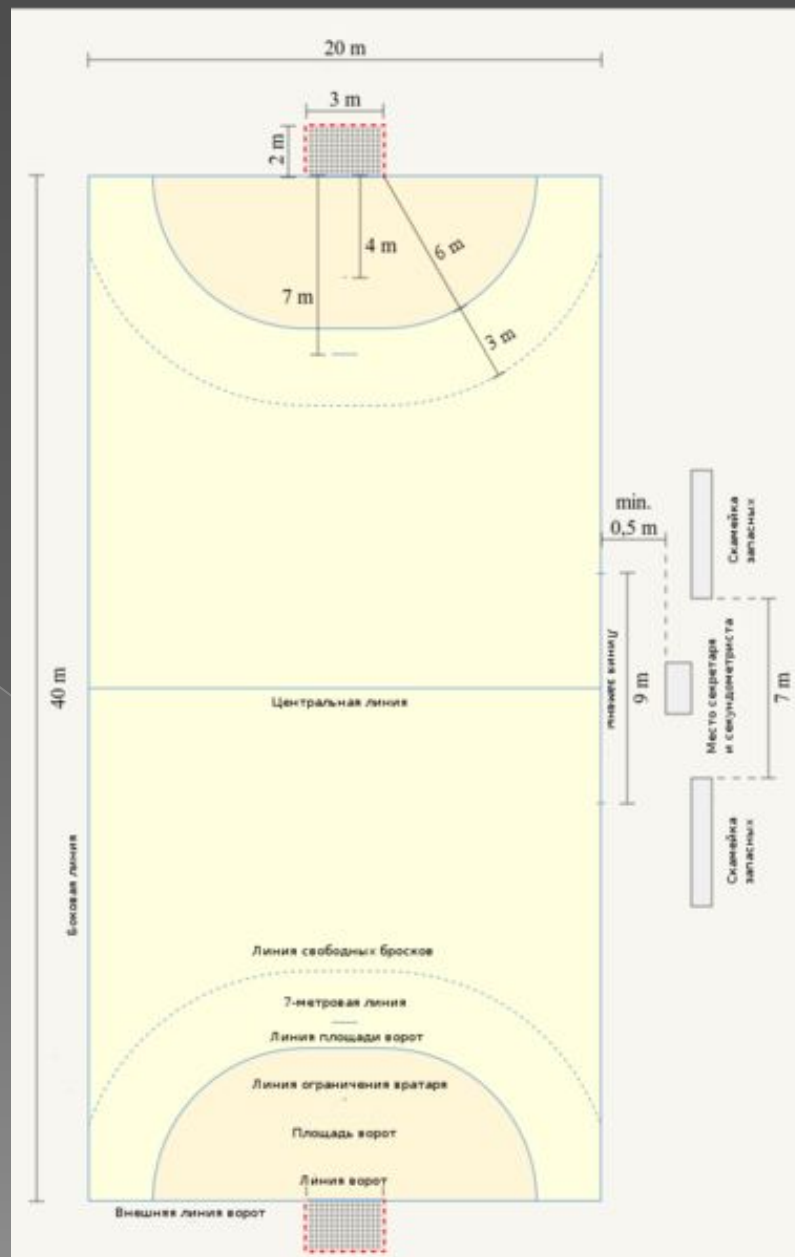 20 m
3 m
2 m
4 m
6 m
7 m
3 m
min.
0,5 m
Скамейка
запасных
Линия замены
9 m
Место секретаря
и секундометриста
7 m
40 m
Центральная линия
Скамейка
запасных
Боковая линия
Линия свободных бросков
7-метровая линия
Линия площади ворот
Линия ограничения вратаря
Площадь ворот
Линия ворот
Внешняя линия ворот